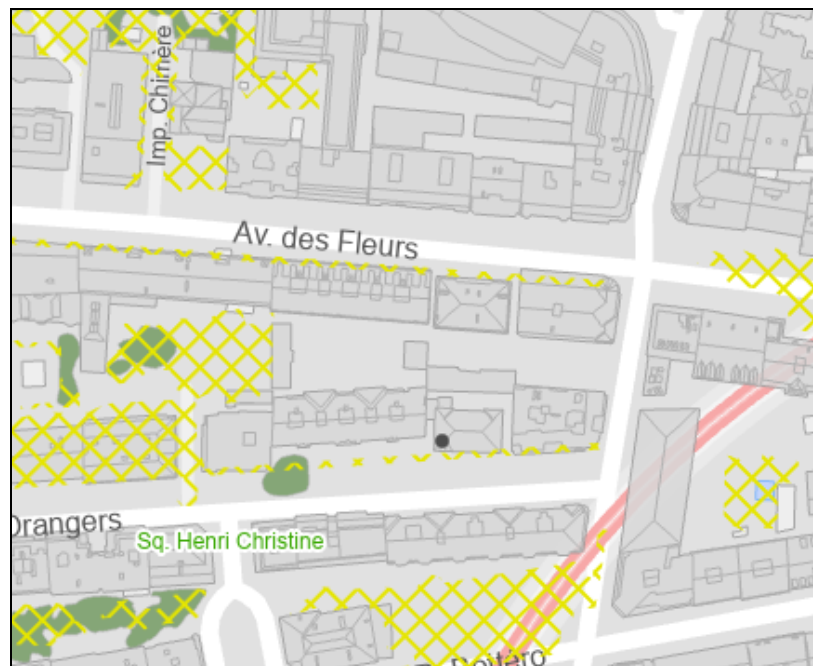 Imp. Chimère
Av. des Fleurs
Orangers
Sq. Henri Christine